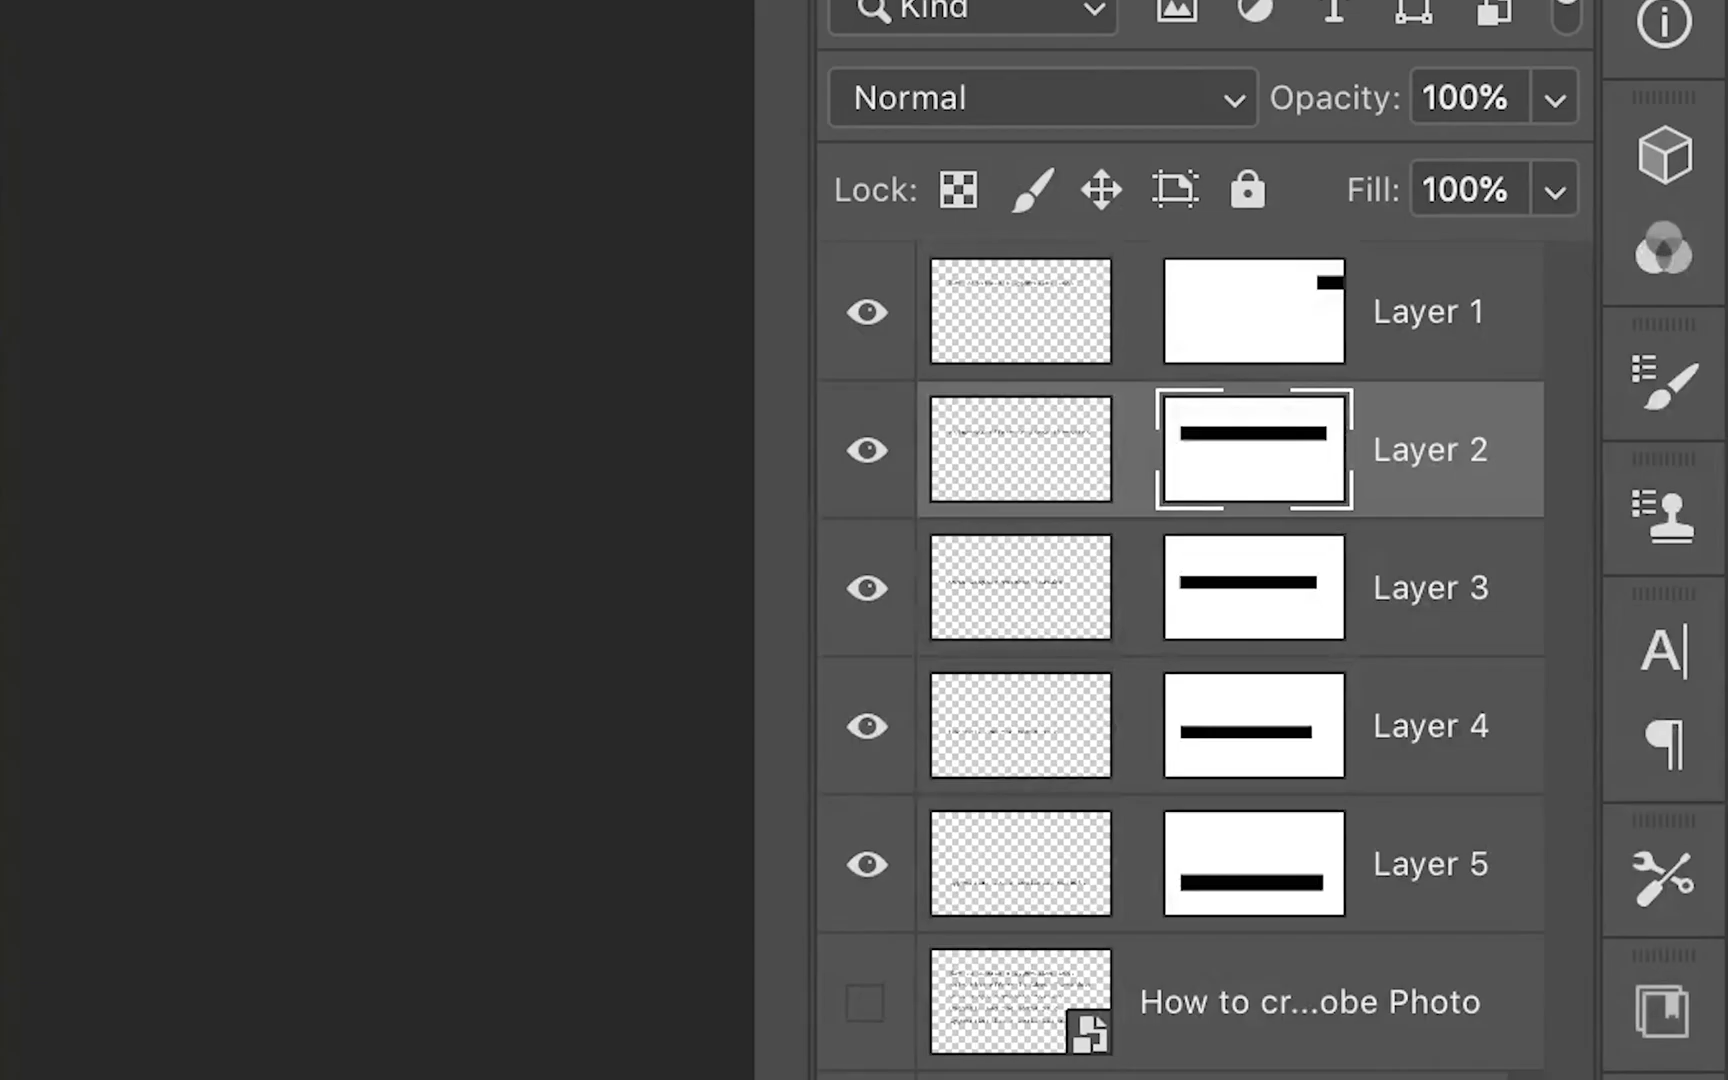 Kind
Normal
Opacity: 100%
Lock:
Fill: 100%
Layer 1
Layer 2
Layer 3
Layer 4
Layer 5
How to cr...obe Photo